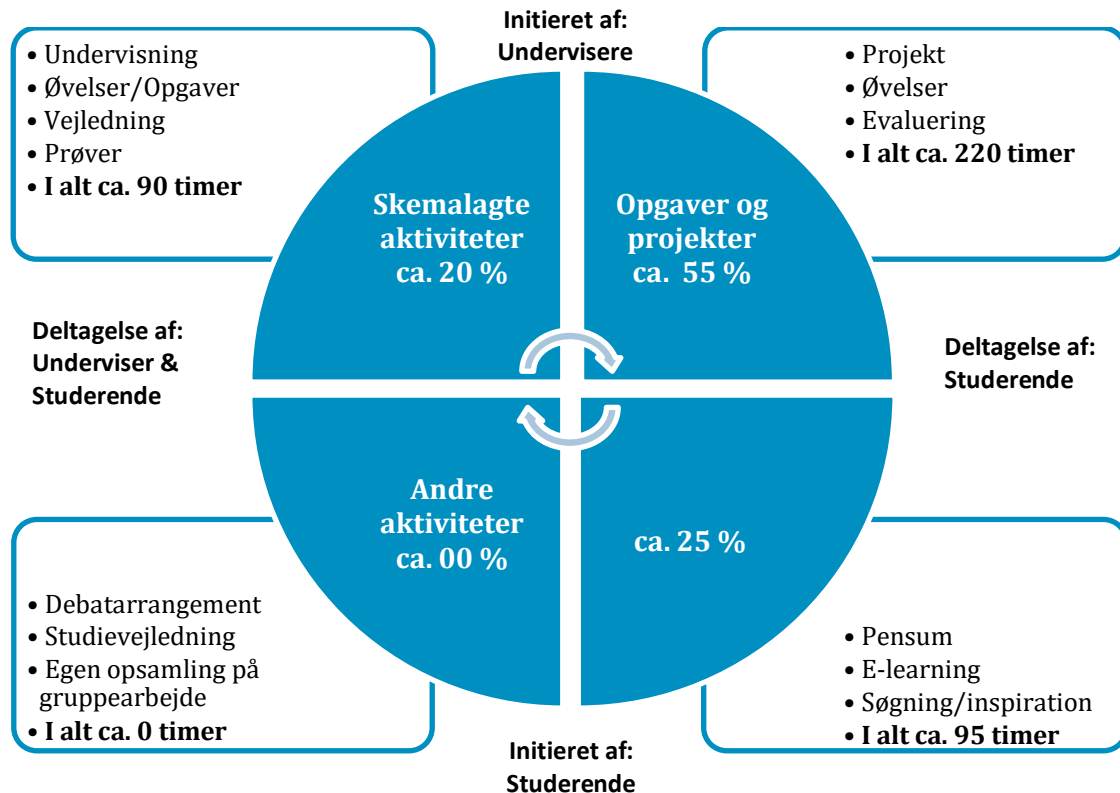 Initieret af:
Undervisere
• Undervisning
• Øvelser/Opgaver
• Vejledning
• Prøver
• I alt ca. 90 timer
• Projekt
• Øvelser
• Evaluering
• I alt ca. 220 timer
Skemalagte
aktiviteter
ca. 20 %
Opgaver og
projekter
ca. 55 %
Deltagelse af:
Underviser &
Studerende
Deltagelse af:
Studerende
Andre
aktiviteter
ca. 00 %
ca. 25 %
• Debatarrangement
• Studievejledning
• Egen opsamling på
gruppearbejde
• I alt ca. 0 timer
• Pensum
• E-learning
• Søgning/inspiration
• I alt ca. 95 timer
Initieret af:
Studerende